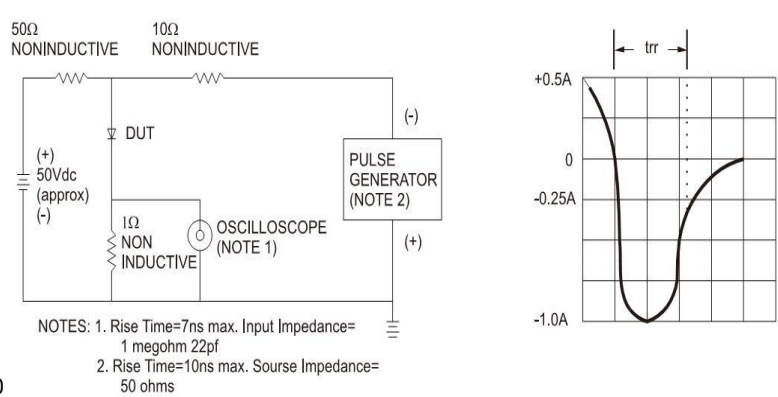 50Ω
NONINDUCTIVE
10Ω
NONINDUCTIVE
DUT
(+)
50Vdc
(approx)
(-)
1Ω
NON
INDUCTIVE
OSCILLOSCOPE
(NOTE 1)
(-)
PULSE
GENERATOR
(NOTE 2)
(+)
NOTES: 1. Rise Time=7ns max. Input Impedance=
1 megohm 22pf
2. Rise Time=10ns max. Sourse Impedance=
50 ohms
trr
+0.5A
0
-0.25A
-1.0A